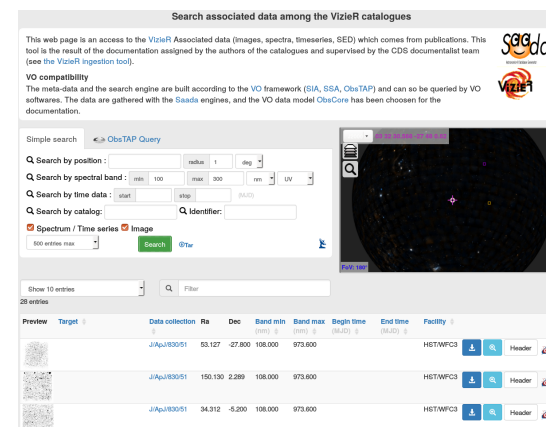 Search associated data among the VizieR catalogues
This web page is an access to the VizieR Associated data (images, spectra, timeseries, SED) which comes from publications. This
tool is the result of the documentation assigned by the authors of the catalogues and supervised by the CDS documentalist team
(see the VizieR ingestion tool).
VO compatibility
The meta-data and the search engine are built according to the VO framework (SIA, SSA, ObsTAP) and can so be queried by VO
softwares. The data are gathered with the Saada engines, and the VO data model ObsCore has been choosen for the
documentation.
VizieR
Simple search ObsTAP Query
Search by position : radius 1 deg
Search by spectral band : min 100 max 300 nm UV
Search by time data : start stop (MJD)
Search by catalog: Identifier:
Spectrum / Time series Image
500 entries max Search Tar
FoV: 180°
Show 10 entries Filter
28 entries
Preview Target Data collection Ra Dec Band min (nm) Band max (nm) Begin time (MJD) End time (MJD) Facility
J/ApJ/830/51 53.127 -27.800 108.000 973.600 HST/WFC3 Header
J/ApJ/830/51 150.130 2.289 108.000 973.600 HST/WFC3 Header
J/ApJ/830/51 34.312 -5.200 108.000 973.600 HST/WFC3 Header